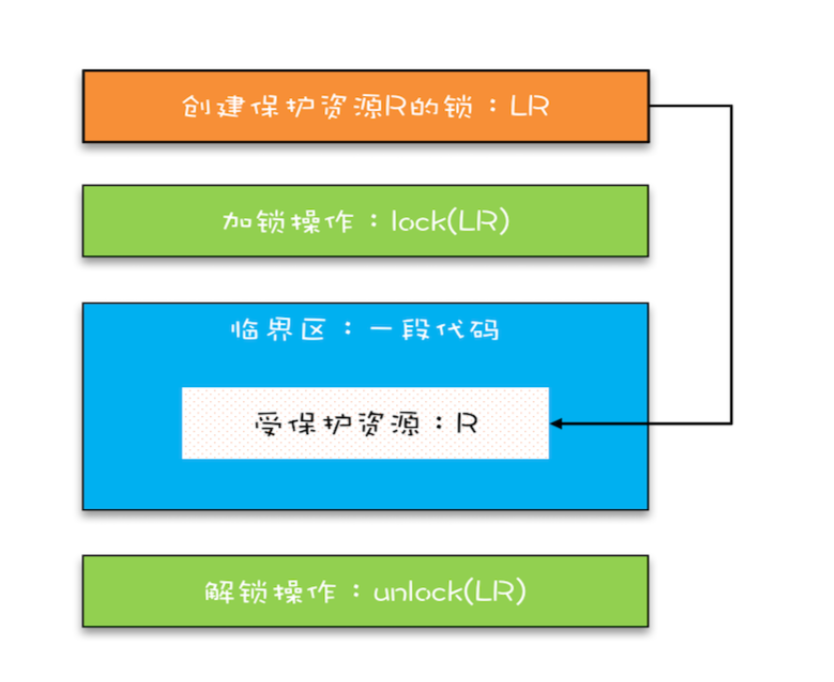 创建保护资源R的锁：LR
加锁操作：lock(LR)
临界区：一段代码
受保护资源：R
解锁操作：unlock(LR)